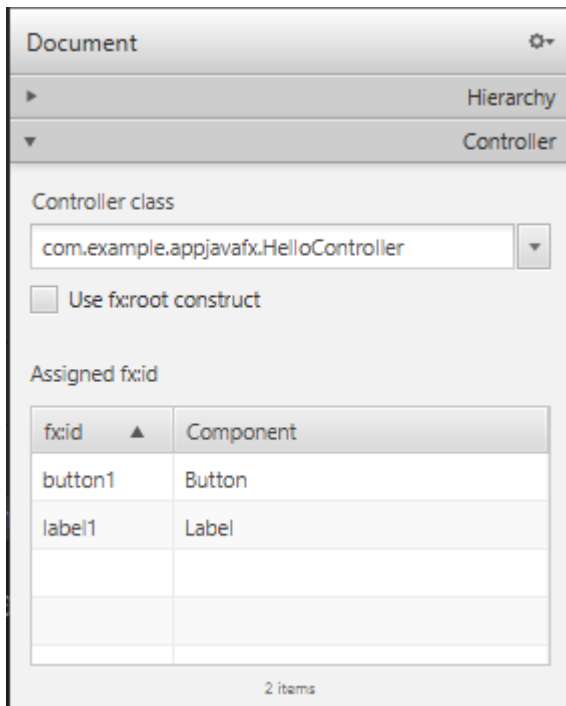 Document
Hierarchy
Controller
Controller class
com.example.appjavafx.HelloController
Use fx:root construct
Assigned fx:id
fx:id Component
button1 Button
label1 Label
2 items